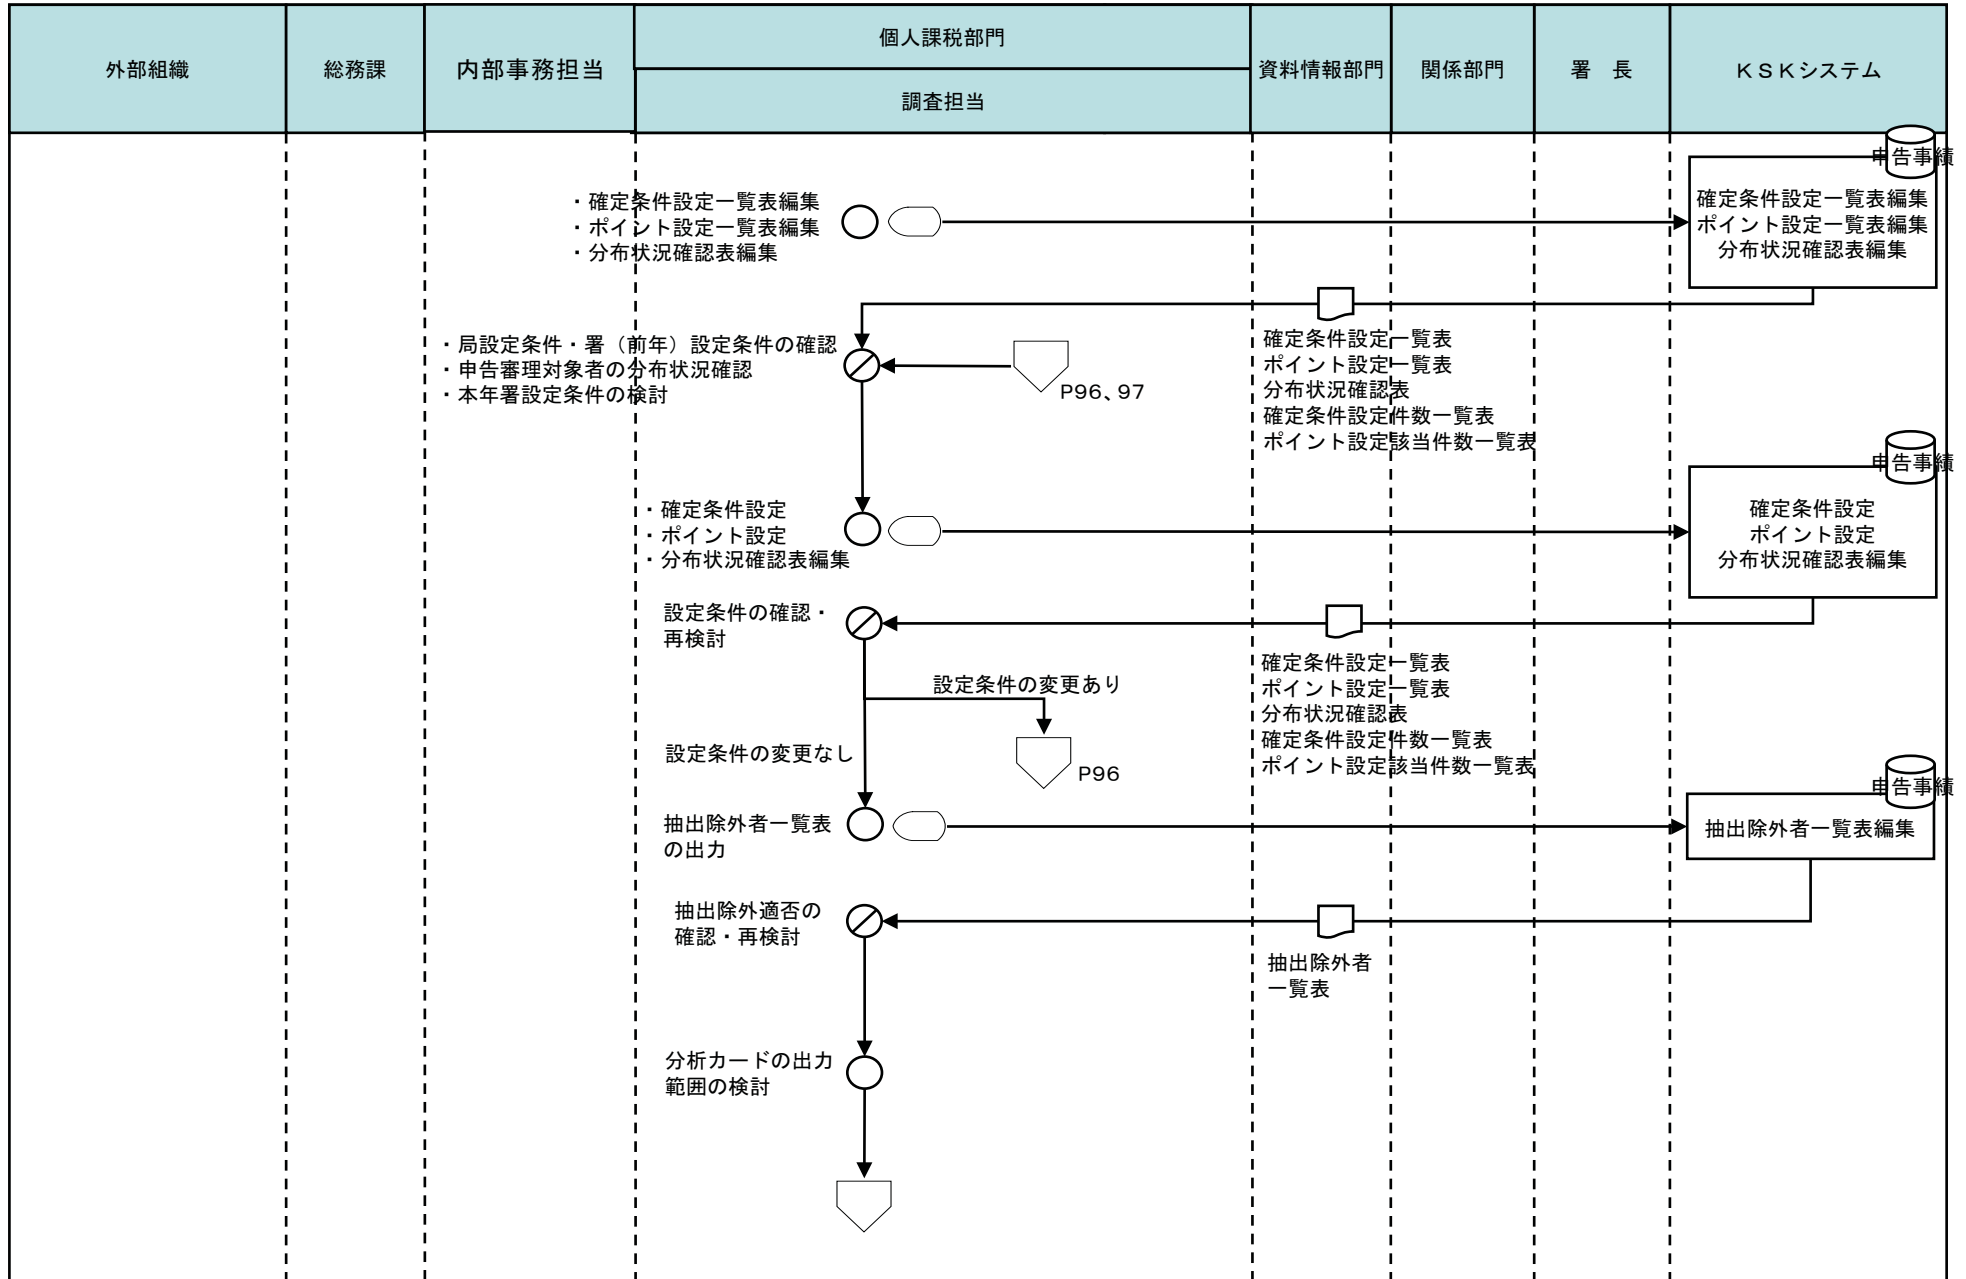 外部組織
総務課
内部事務担当
個人課税部門
調査担当
資料情報部門
関係部門
署　長
ＫＳＫシステム
申告事績
・確定条件設定一覧表編集
・ポイント設定一覧表編集
・分布状況確認表編集
確定条件設定一覧表編集
ポイント設定一覧表編集
分布状況確認表編集
・局設定条件・署（前年）設定条件の確認
・申告審理対象者の分布状況確認
・本年署設定条件の検討
P96、97
確定条件設定一覧表
ポイント設定一覧表
分布状況確認表
確定条件設定件数一覧表
ポイント設定該当件数一覧表
申告事績
・確定条件設定
・ポイント設定
・分布状況確認表編集
確定条件設定
ポイント設定
分布状況確認表編集
設定条件の確認・
再検討
設定条件の変更あり
設定条件の変更なし
P96
確定条件設定一覧表
ポイント設定一覧表
分布状況確認表
確定条件設定件数一覧表
ポイント設定該当件数一覧表
申告事績
抽出除外者一覧表
の出力
抽出除外者一覧表編集
抽出除外適否の
確認・再検討
抽出除外者
一覧表
分析カードの出力
範囲の検討